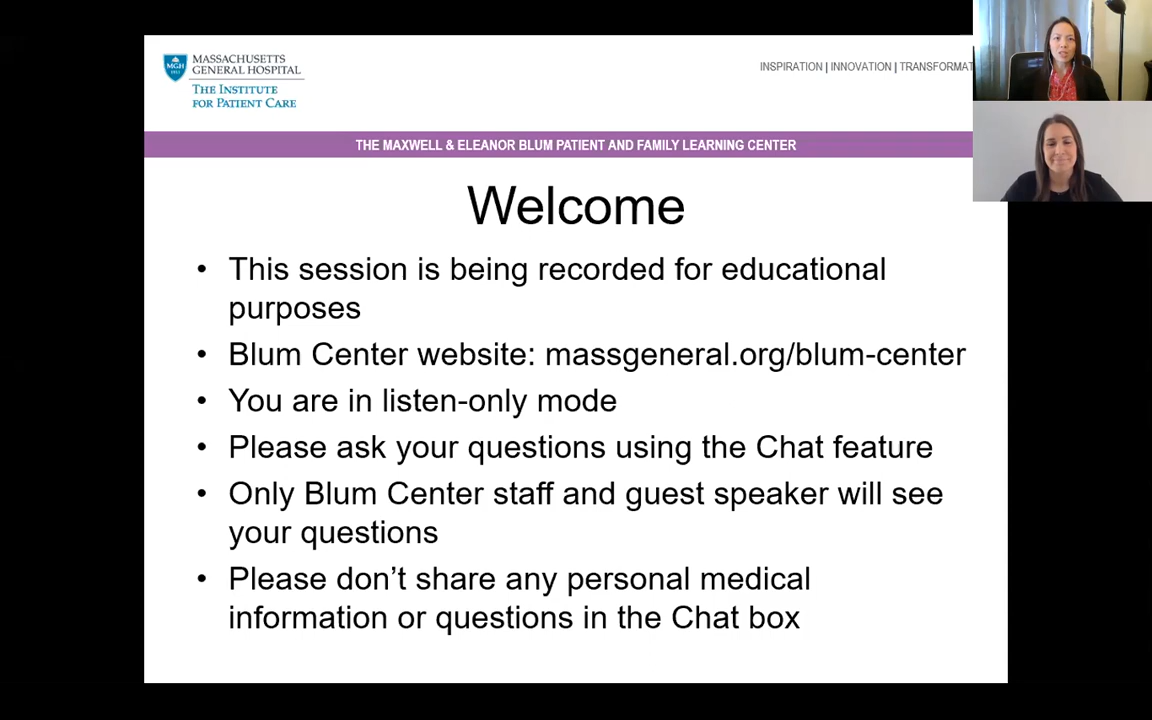 MASSACHUSETTS
GENERAL HOSPITAL
THE INSTITUTE
FOR PATIENT CARE
MGH
1811
INSPIRATION | INNOVATION | TRANSFORMAT
THE MAXWELL & ELEANOR BLUM PATIENT AND FAMILY LEARNING CENTER
Welcome
• This session is being recorded for educational
purposes
• Blum Center website: massgeneral.org/blum-center
• You are in listen-only mode
• Please ask your questions using the Chat feature
• Only Blum Center staff and guest speaker will see
your questions
• Please don’t share any personal medical
information or questions in the Chat box